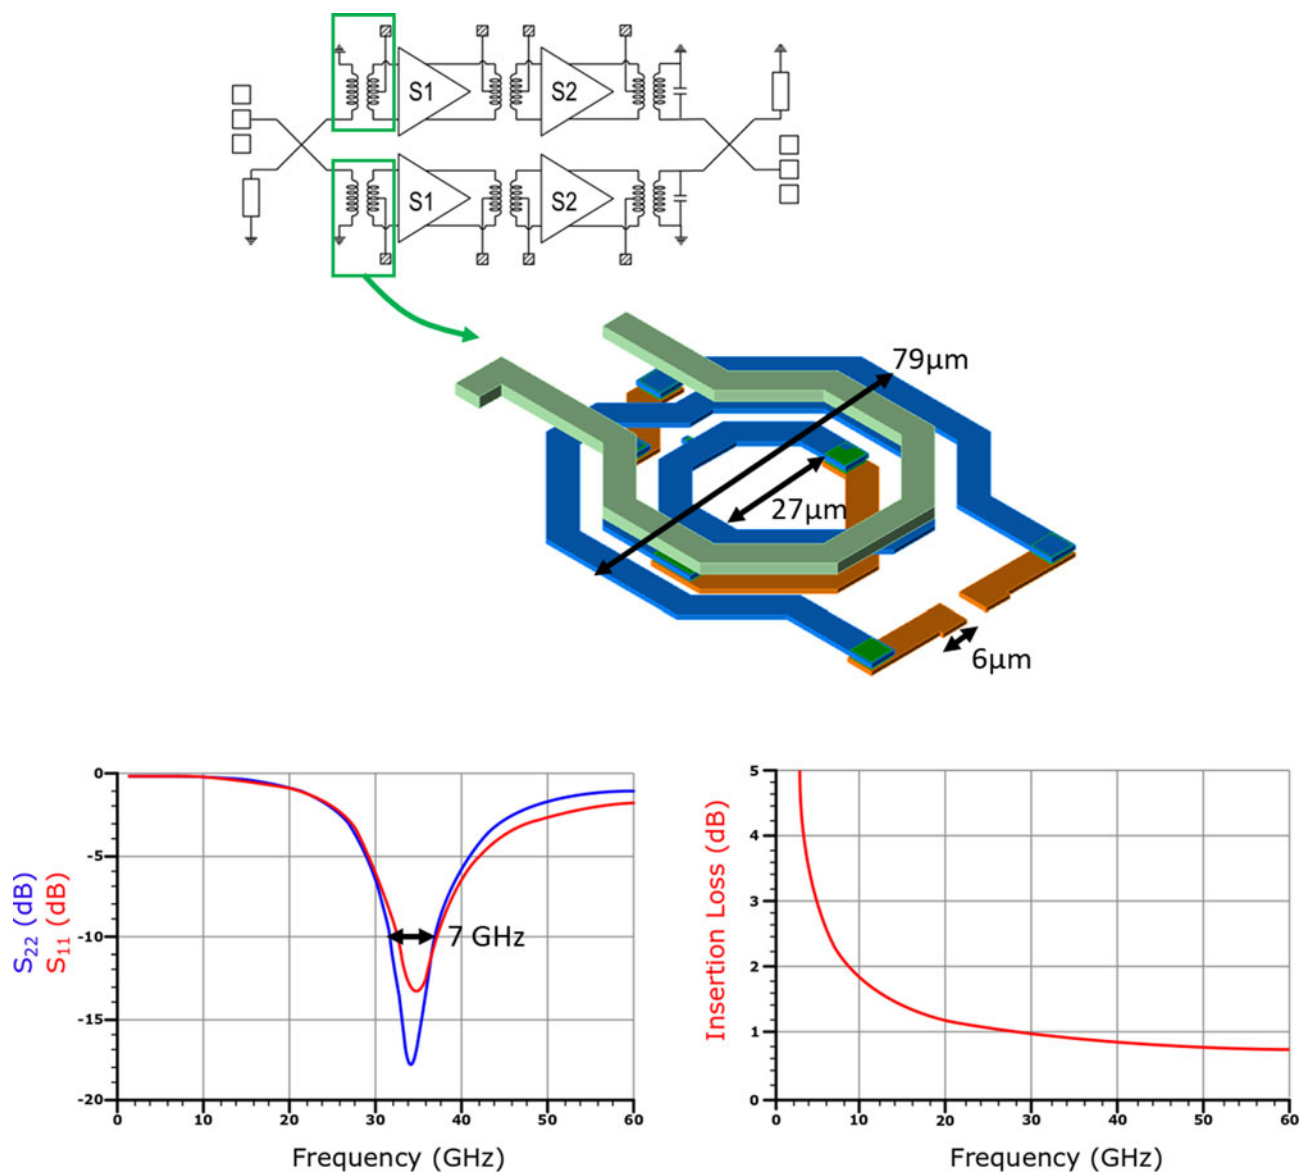 S1
S2
S1
S2
79μm
27μm
6μm
S22 (dB)
S11 (dB)
0
-5
-10
-15
-20
7 GHz
0
10
20
30
40
50
60
Frequency (GHz)
Insertion Loss (dB)
5
4
3
2
1
0
0
10
20
30
40
50
60
Frequency (GHz)